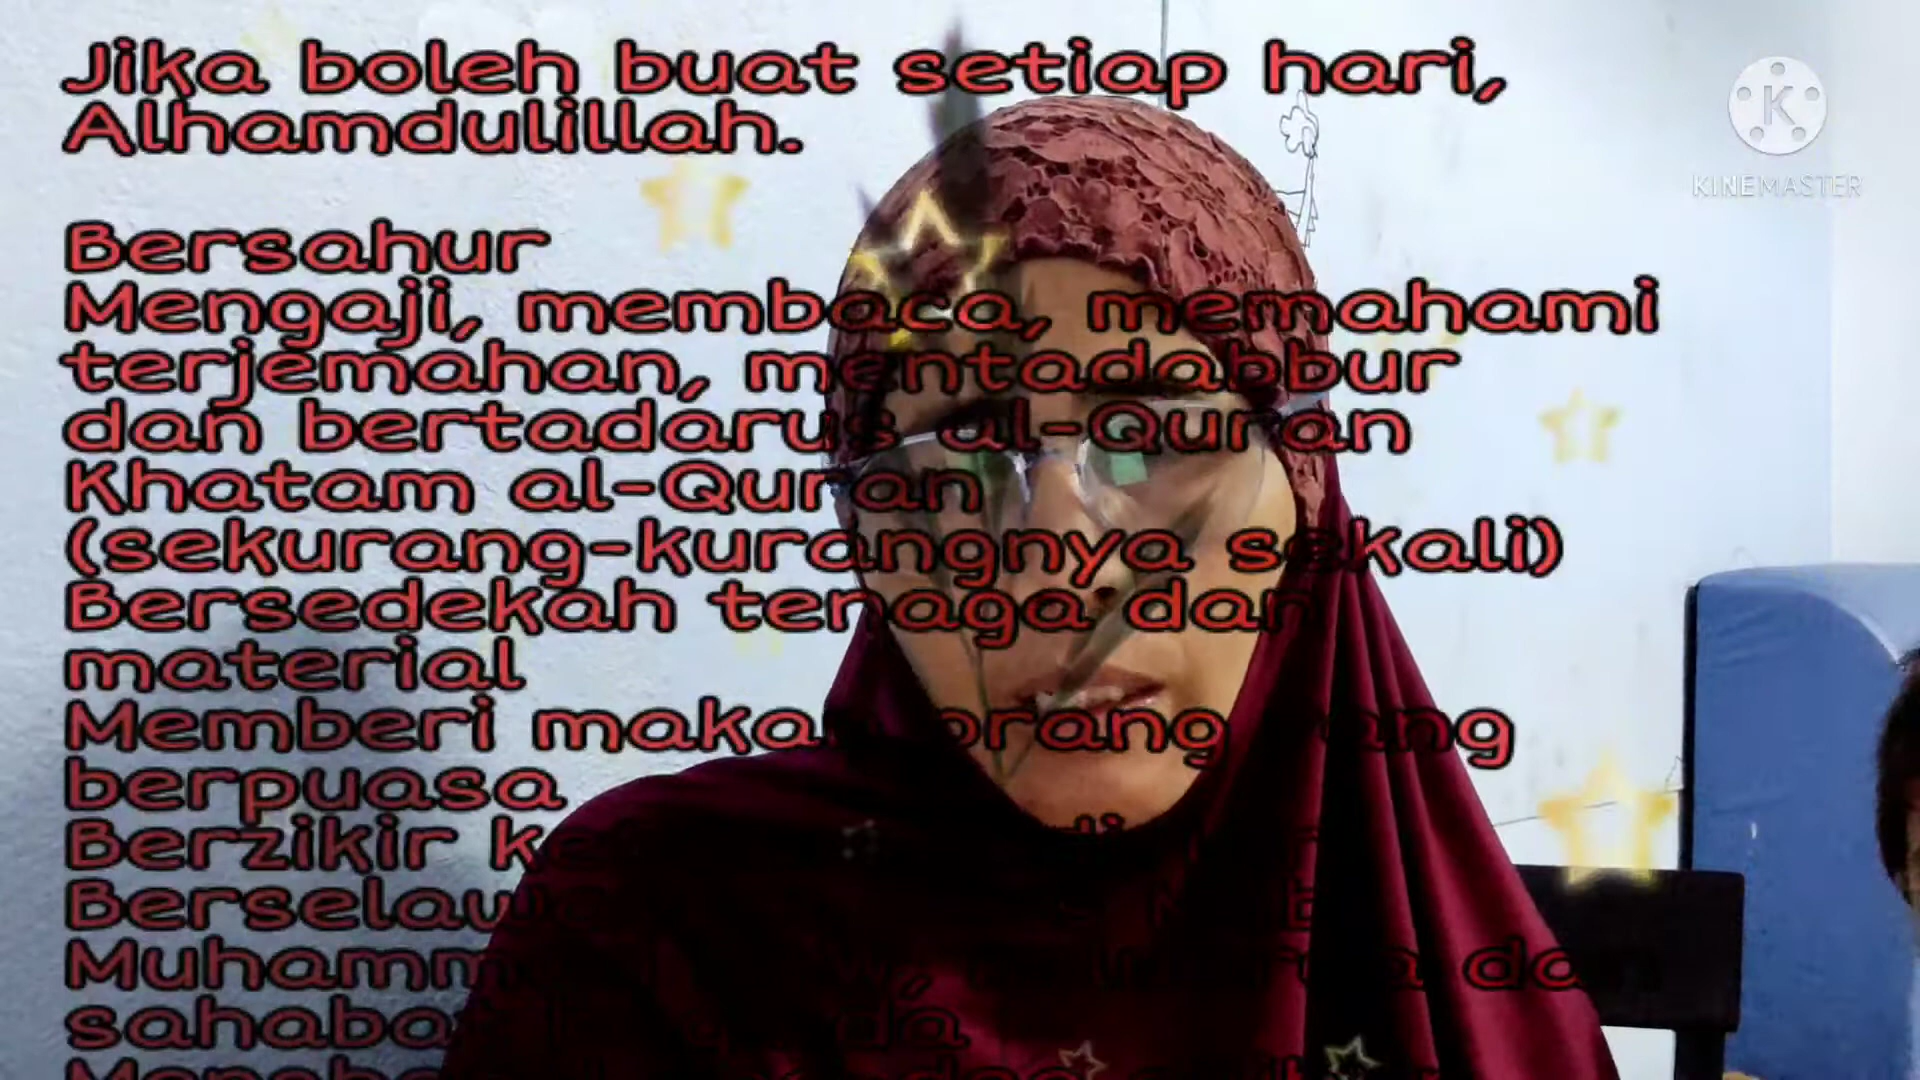 Jika boleh buat setiap hari,
Alhamdulillah.
Bersahur
Mengaji, membaca, memahami
terjemahan, mentadabbur
dan bertadarus al-Quran
Khatam al-Quran
(sekurang-kurangnya sekali)
Bersedekah tenaga dan
material
Memberi makan orang yang
berpuasa
Berzikir
Muhammad
sahabat
KINEMASTER